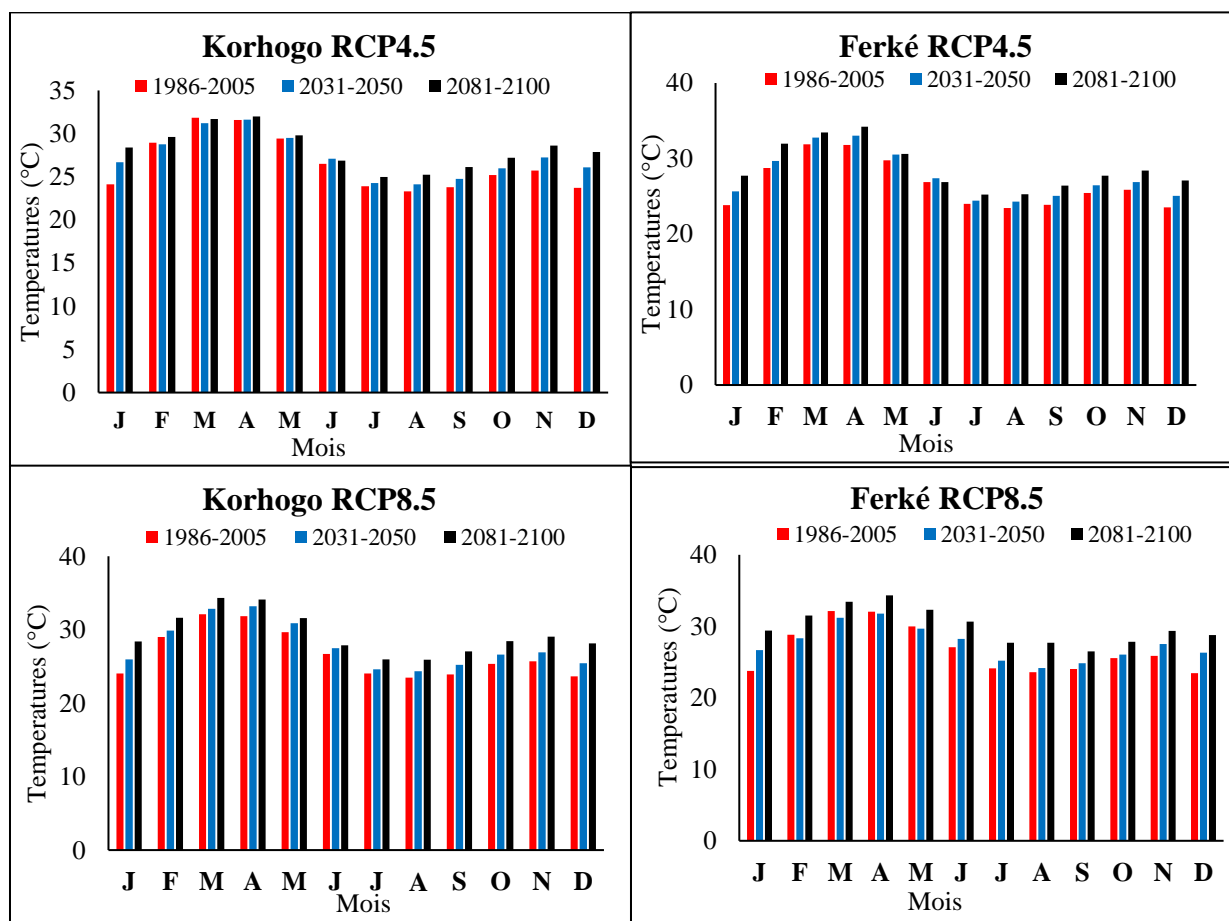 Korhogo RCP4.5
1986-2005 2031-2050 2081-2100
Temperatures (°C)
35
30
25
20
15
10
5
0
J F M A M J J A S O N D
Mois
Ferké RCP4.5
1986-2005 2031-2050 2081-2100
Temperatures (°C)
40
30
20
10
0
J F M A M J J A S O N D
Mois
Korhogo RCP8.5
1986-2005 2031-2050 2081-2100
Temperatures (°C)
40
30
20
10
0
J F M A M J J A S O N D
Mois
Ferké RCP8.5
1986-2005 2031-2050 2081-2100
Temperatures (°C)
40
30
20
10
0
J F M A M J J A S O N D
Mois